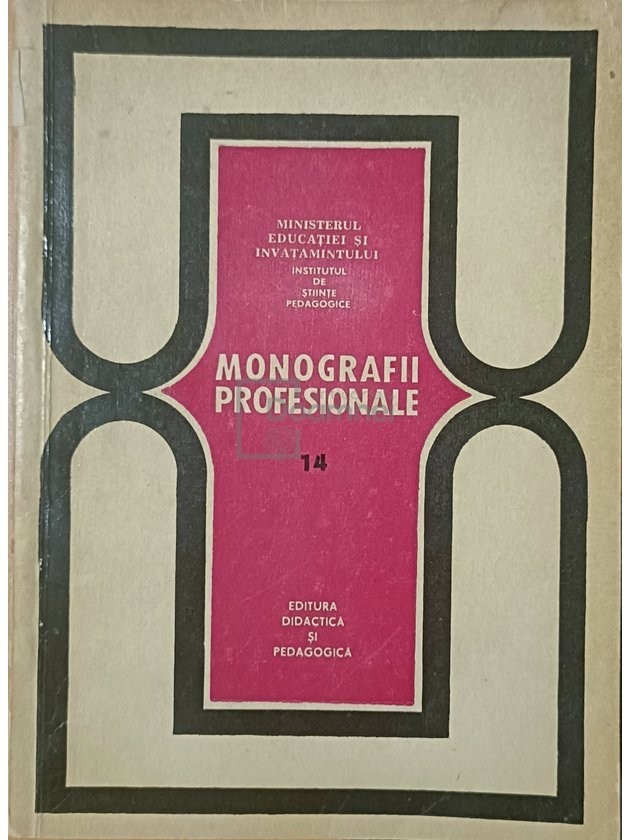 MINISTERUL
EDUCAȚIEI ȘI
INVATAMINTULUI
INSTITUTUL
DE
ȘTIINȚE
PEDAGOGICE
MONOGRAFII
PROFESIONALE
14
EDITURA
DIDACTICA
ȘI
PEDAGOGICA